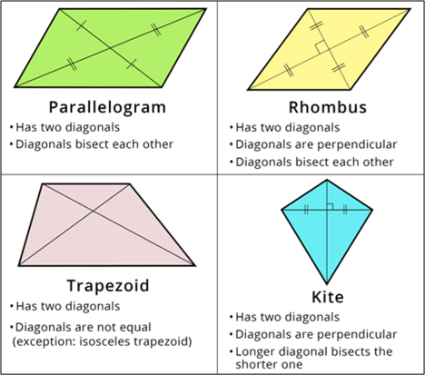 Parallelogram
• Has two diagonals
• Diagonals bisect each other
Rhombus
• Has two diagonals
• Diagonals are perpendicular
• Diagonals bisect each other
Trapezoid
• Has two diagonals
• Diagonals are not equal
(exception: isosceles trapezoid)
Kite
• Has two diagonals
• Diagonals are perpendicular
• Longer diagonal bisects the
shorter one